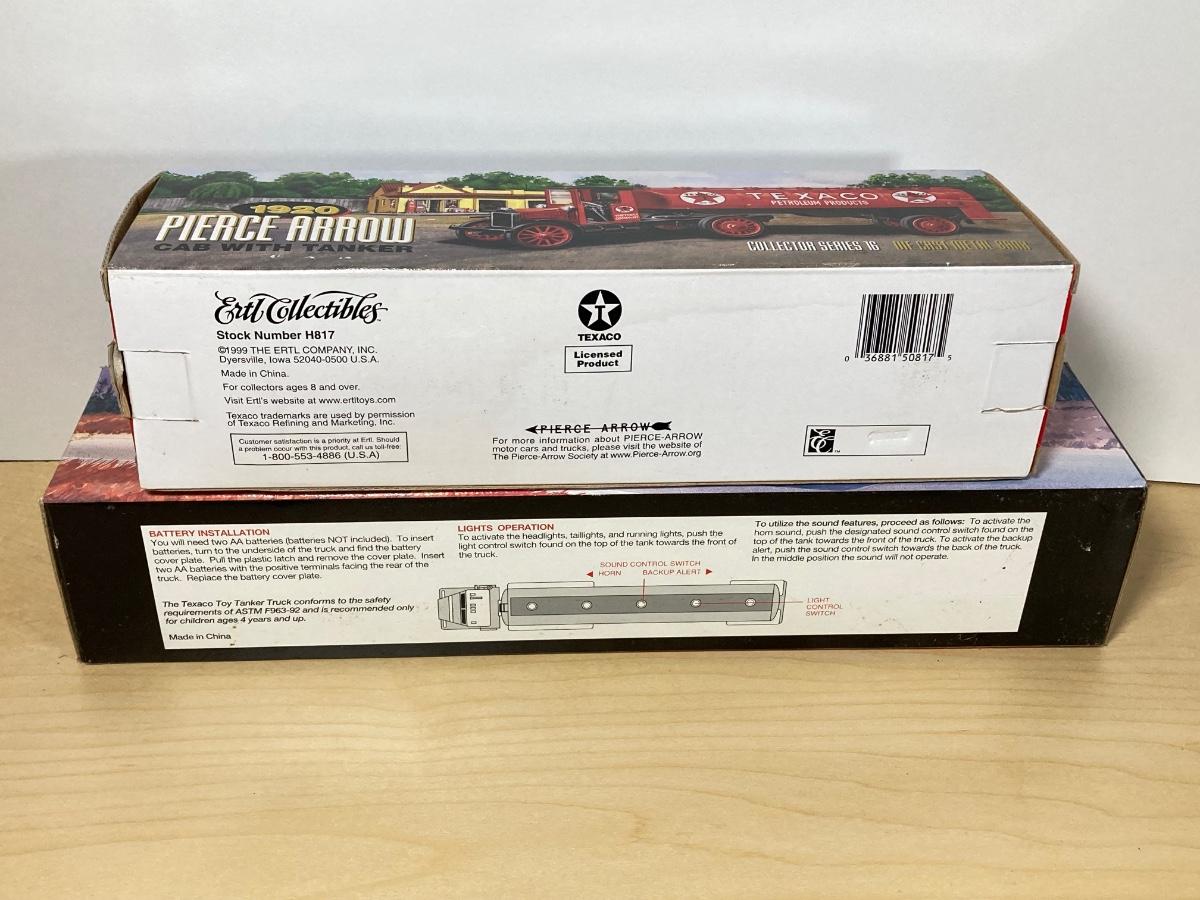 1920
PIERCE ARROW
CAB WITH TANKER
TEXACO
PETROLEUM PRODUCTS
COLLECTOR SERIES 16 DIE CAST METAL BANK
Ertl Collectibles
Stock Number H817
©1999 THE ERTL COMPANY, INC.
Dyersville, Iowa 52040-0500 U.S.A.
Made in China.
For collectors ages 8 and over.
Visit Ertl's website at www.ertltoys.com
Texaco trademarks are used by permission
of Texaco Refining and Marketing, Inc.
Customer satisfaction is a priority at Ertl. Should
a problem occur with this product, call us toll-free:
1-800-553-4886 (U.S.A)
T
TEXACO
Licensed
Product
PIERCE ARROW
For more information about PIERCE-ARROW
motor cars and trucks, please visit the website of
The Pierce-Arrow Society at www.Pierce-Arrow.org
0 36881 50817 5
TM
BATTERY INSTALLATION
You will need two AA batteries (batteries NOT included). To insert
batteries, turn to the underside of the truck and find the battery
cover plate. Pull the plastic latch and remove the cover plate. Insert
two AA batteries with the positive terminals facing the rear of the
truck. Replace the battery cover plate.
The Texaco Toy Tanker Truck conforms to the safety
requirements of ASTM F963-92 and is recommended only
for children ages 4 years and up.
Made in China
LIGHTS OPERATION
To activate the headlights, taillights, and running lights, push the
light control switch found on the top of the tank towards the front of
the truck.
SOUND CONTROL SWITCH
HORN BACKUP ALERT
LIGHT
CONTROL
SWITCH
To utilize the sound features, proceed as follows: To activate the
horn sound, push the designated sound control switch found on the
top of the tank towards the front of the truck. To activate the backup
alert, push the sound control switch towards the back of the truck.
In the middle position the sound will not operate.